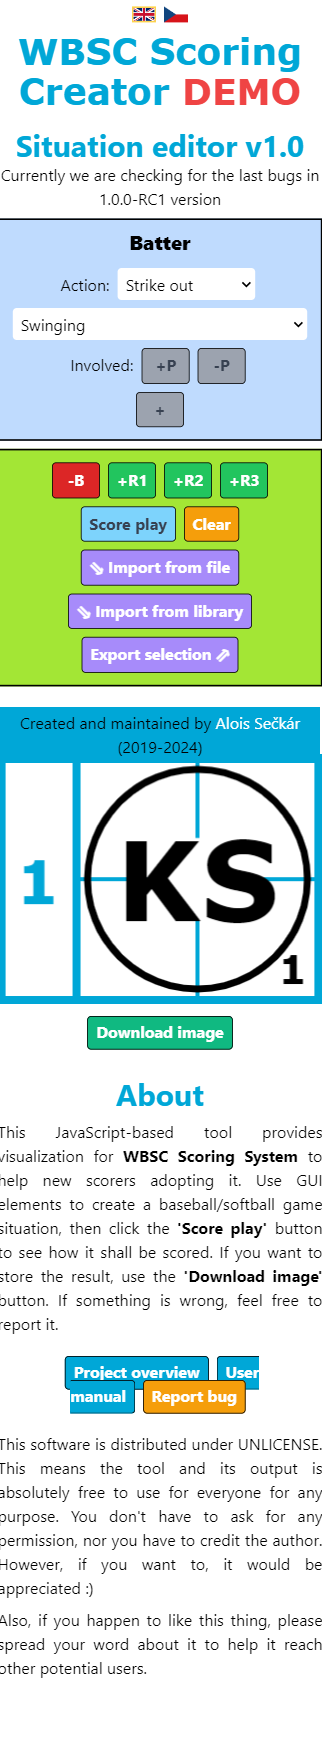 WBSC Scoring
Creator DEMO
Situation editor v1.0
Currently we are checking for the last bugs in
1.0.0-RC1 version
Batter
Action: Strike out
Swinging
Involved: +P -P
+
-B +R1 +R2 +R3
Score play Clear
⇘ Import from file
⇘ Import from library
Export selection ⇗
Created and maintained by Alois Sečkár
(2019-2024)
1 KS 1
Download image
About
This JavaScript-based tool provides
visualization for WBSC Scoring System to
help new scorers adopting it. Use GUI
elements to create a baseball/softball game
situation, then click the 'Score play' button
to see how it shall be scored. If you want to
store the result, use the 'Download image'
button. If something is wrong, feel free to
report it.
Project overview User
manual Report bug
This software is distributed under UNLICENSE.
This means the tool and its output is
absolutely free to use for everyone for any
purpose. You don't have to ask for any
permission, nor you have to credit the author.
However, if you want to, it would be
appreciated :)
Also, if you happen to like this thing, please
spread your word about it to help it reach
other potential users.